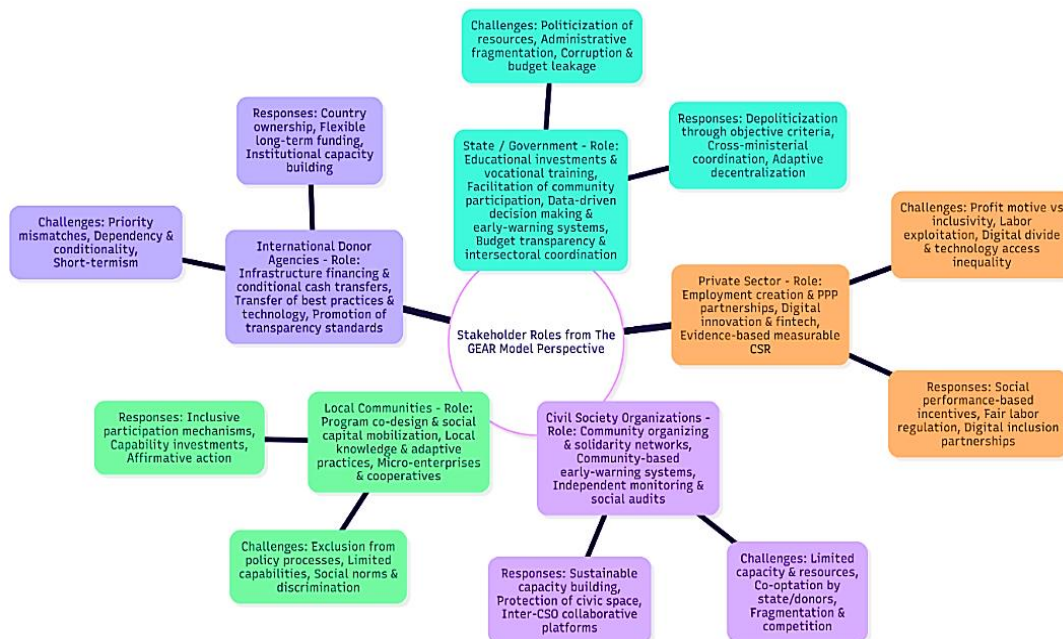 Challenges: Politicization of
resources, Administrative
fragmentation, Corruption &
budget leakage
Responses: Country
ownership, Flexible
long-term funding,
Institutional capacity
building
State / Government - Role:
Educational investments &
vocational training,
Facilitation of community
participation, Data-driven
decision making &
early-warning systems,
Budget transparency &
intersectoral coordination
Responses: Depoliticization
through objective criteria,
Cross-ministerial
coordination, Adaptive
decentralization
Challenges: Priority
mismatches, Dependency &
conditionality,
Short-termism
International Donor
Agencies - Role:
Infrastructure financing &
conditional cash transfers,
Transfer of best practices &
technology, Promotion of
transparency standards
Challenges: Profit motive vs
inclusivity, Labor
exploitation, Digital divide
& technology access
inequality
Private Sector - Role:
Employment creation & PPP
partnerships, Digital
innovation & fintech,
Evidence-based measurable
CSR
Stakeholder Roles from The
GEAR Model Perspective
Responses: Inclusive
participation mechanisms,
Capability investments,
Affirmative action
Local Communities - Role:
Program co-design & social
capital mobilization, Local
knowledge & adaptive
practices, Micro-enterprises
& cooperatives
Civil Society Organizations -
Role: Community organizing
& solidarity networks,
Community-based
early-warning systems,
Independent monitoring &
social audits
Responses: Social
performance-based
incentives, Fair labor
regulation, Digital
inclusion partnerships
Challenges: Exclusion from
policy processes, Limited
capabilities, Social norms &
discrimination
Responses: Sustainable
capacity building,
Protection of civic space,
Inter-CSO collaborative
platforms
Challenges: Limited
capacity & resources,
Co-optation by
state/donors,
Fragmentation &
competition